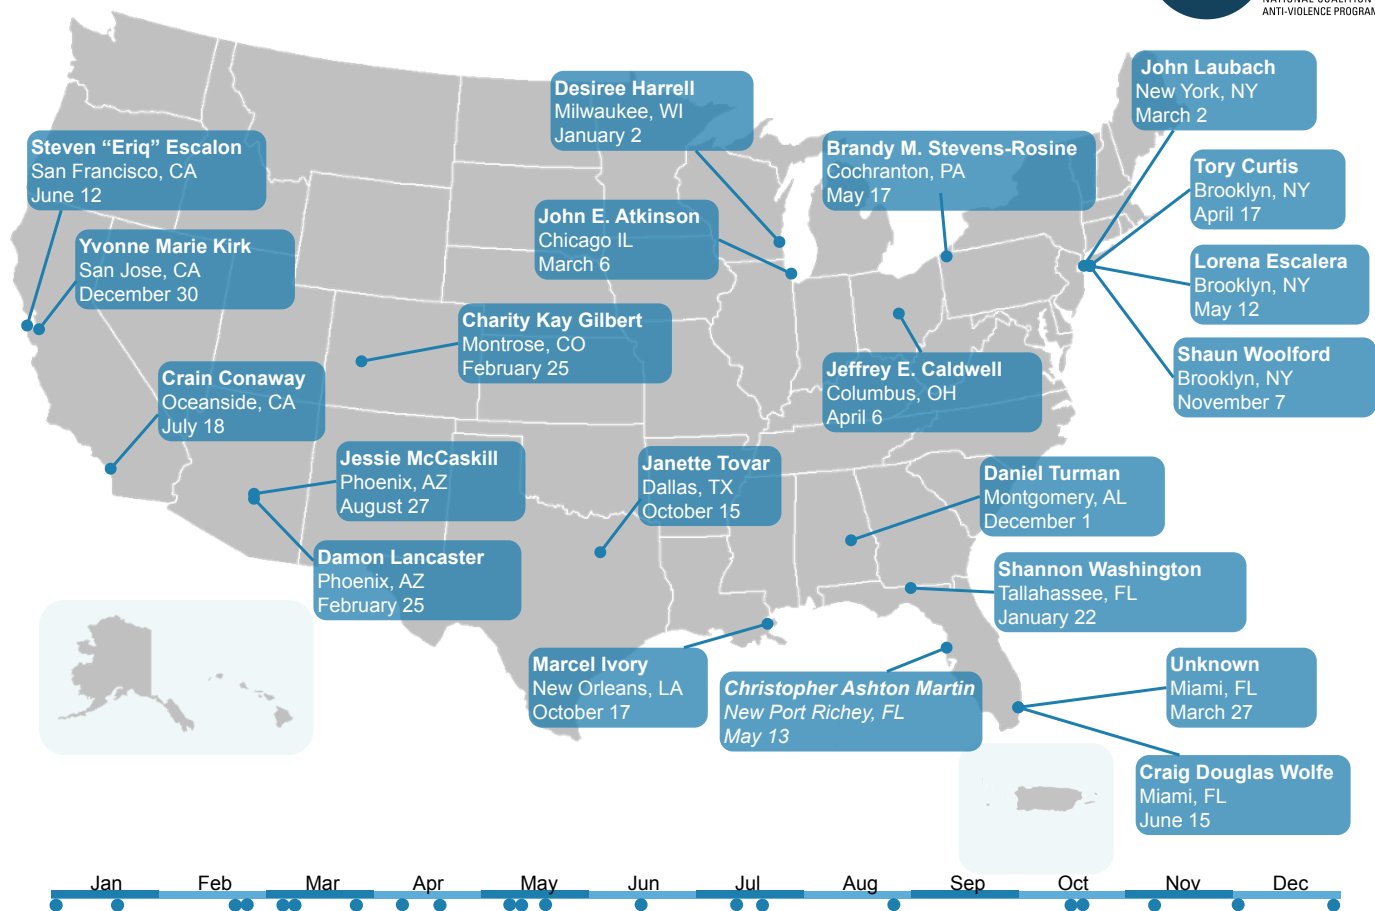 NATIONAL COALITION
ANTI-VIOLENCE PROGRAM
John Laubach
New York, NY
March 2
Desiree Harrell
Milwaukee, WI
January 2
Steven “Eriq” Escalon
San Francisco, CA
June 12
Brandy M. Stevens-Rosine
Cochranton, PA
May 17
Tory Curtis
Brooklyn, NY
April 17
John E. Atkinson
Chicago IL
March 6
Yvonne Marie Kirk
San Jose, CA
December 30
Lorena Escalera
Brooklyn, NY
May 12
Charity Kay Gilbert
Montrose, CO
February 25
Shaun Woolford
Brooklyn, NY
November 7
Jeffrey E. Caldwell
Columbus, OH
April 6
Crain Conaway
Oceanside, CA
July 18
Jessie McCaskill
Phoenix, AZ
August 27
Janette Tovar
Dallas, TX
October 15
Daniel Turman
Montgomery, AL
December 1
Damon Lancaster
Phoenix, AZ
February 25
Shannon Washington
Tallahassee, FL
January 22
Marcel Ivory
New Orleans, LA
October 17
Christopher Ashton Martin
New Port Richey, FL
May 13
Unknown
Miami, FL
March 27
Craig Douglas Wolfe
Miami, FL
June 15
Jan Feb Mar Apr May Jun Jul Aug Sep Oct Nov Dec